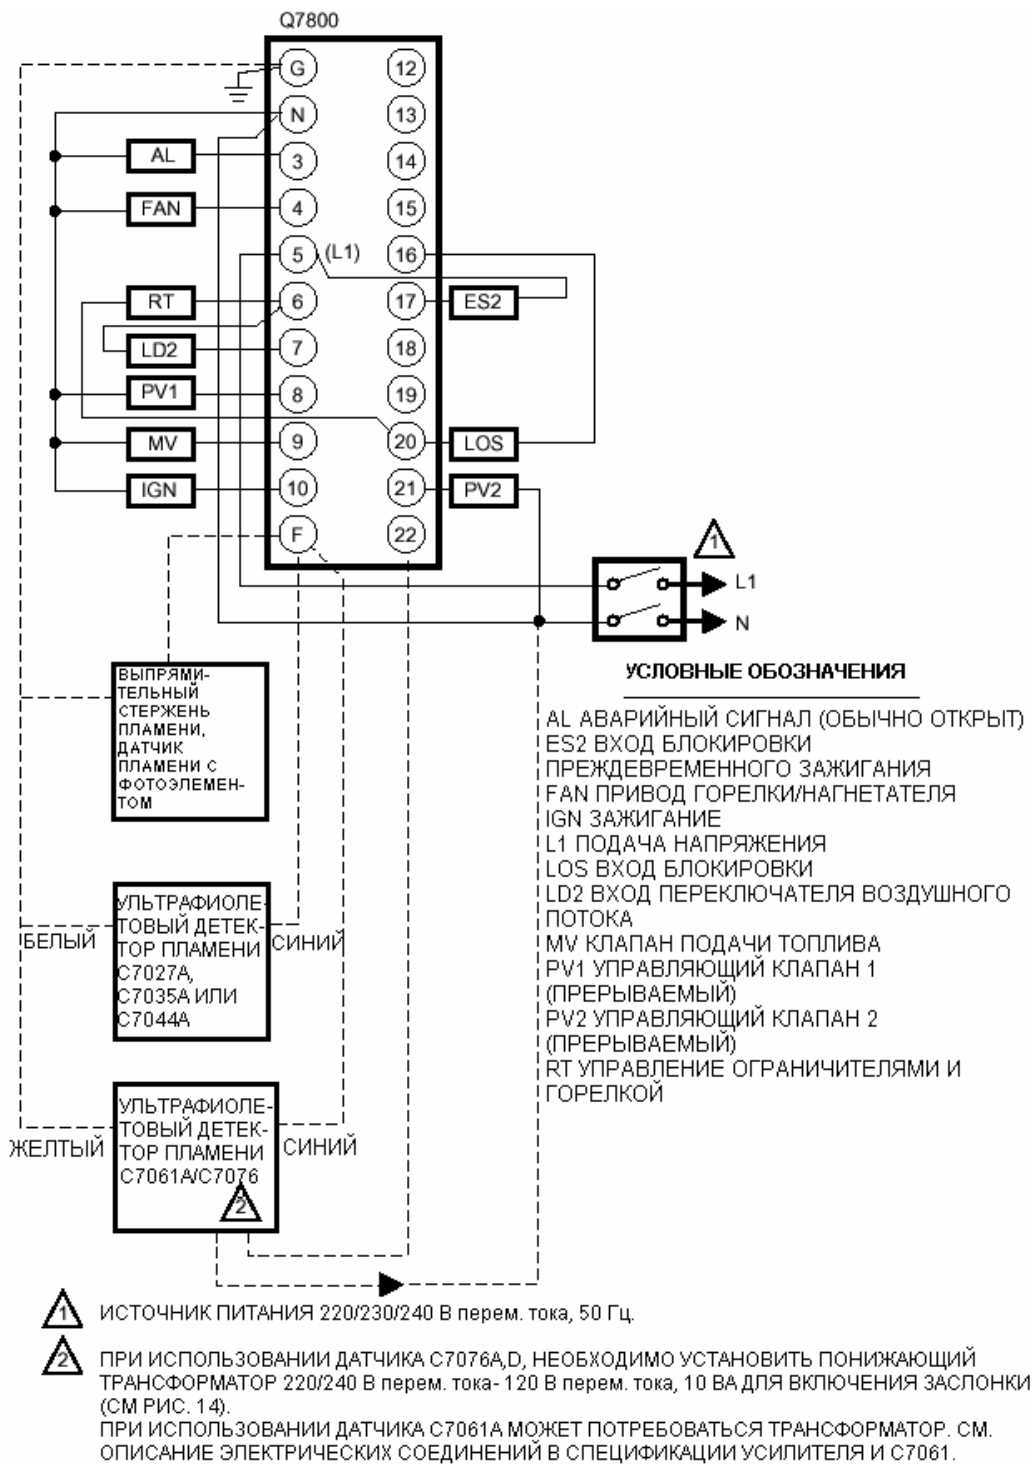 Q7800
G
12
N
13
AL
3
14
FAN
4
15
5
(L1)
16
RT
6
17
ES2
LD2
7
18
PV1
8
19
MV
9
20
LOS
IGN
10
21
PV2
F
22
1
L1
N
ВЫПРЯМИ-
ТЕЛЬНЫЙ
СТЕРЖЕНЬ
ПЛАМЕНИ,
ДАТЧИК
ПЛАМЕНИ С
ФОТОЭЛЕМЕН-
ТОМ
УЛЬТРАФИОЛЕ-
ТОВЫЙ ДЕТЕК-
ТОР ПЛАМЕНИ
C7027A,
C7035A ИЛИ
C7044A
БЕЛЫЙ
СИНИЙ
УЛЬТРАФИОЛЕ-
ТОВЫЙ ДЕТЕК-
ТОР ПЛАМЕНИ
C7061A/C7076
2
ЖЕЛТЫЙ
СИНИЙ
УСЛОВНЫЕ ОБОЗНАЧЕНИЯ
AL АВАРИЙНЫЙ СИГНАЛ (ОБЫЧНО ОТКРЫТ)
ES2 ВХОД БЛОКИРОВКИ
ПРЕЖДЕВРЕМЕННОГО ЗАЖИГАНИЯ
FAN ПРИВОД ГОРЕЛКИ/НАГНЕТАТЕЛЯ
IGN ЗАЖИГАНИЕ
L1 ПОДАЧА НАПРЯЖЕНИЯ
LOS ВХОД БЛОКИРОВКИ
LD2 ВХОД ПЕРЕКЛЮЧАТЕЛЯ ВОЗДУШНОГО
ПОТОКА
MV КЛАПАН ПОДАЧИ ТОПЛИВА
PV1 УПРАВЛЯЮЩИЙ КЛАПАН 1
(ПРЕРЫВАЕМЫЙ)
PV2 УПРАВЛЯЮЩИЙ КЛАПАН 2
(ПРЕРЫВАЕМЫЙ)
RT УПРАВЛЕНИЕ ОГРАНИЧИТЕЛЯМИ И
ГОРЕЛКОЙ
1 ИСТОЧНИК ПИТАНИЯ 220/230/240 В перем. тока, 50 Гц.
2 ПРИ ИСПОЛЬЗОВАНИИ ДАТЧИКА C7076A,D, НЕОБХОДИМО УСТАНОВИТЬ ПОНИЖАЮЩИЙ
ТРАНСФОРМАТОР 220/240 В перем. тока- 120 В перем. тока, 10 ВА ДЛЯ ВКЛЮЧЕНИЯ ЗАСЛОНКИ
(СМ РИС. 14).
ПРИ ИСПОЛЬЗОВАНИИ ДАТЧИКА C7061A МОЖЕТ ПОТРЕБОВАТЬСЯ ТРАНСФОРМАТОР. СМ.
ОПИСАНИЕ ЭЛЕКТРИЧЕСКИХ СОЕДИНЕНИЙ В СПЕЦИФИКАЦИИ УСИЛИТЕЛЯ И C7061.